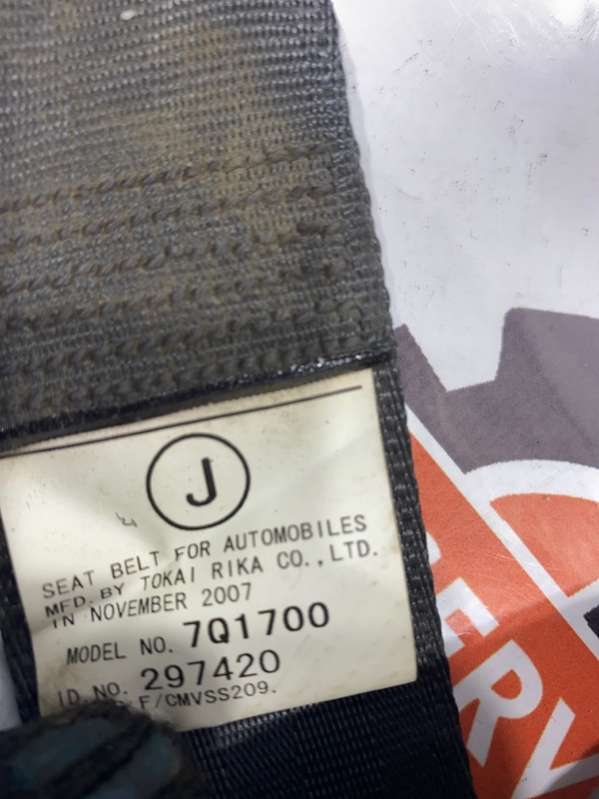 J
SEAT BELT FOR AUTOMOBILES
MFD. BY TOKAI RIKA CO., LTD.
IN NOVEMBER 2007
MODEL NO. 7Q1700
ID. NO. 297420
F/CMVSS209.
SERV